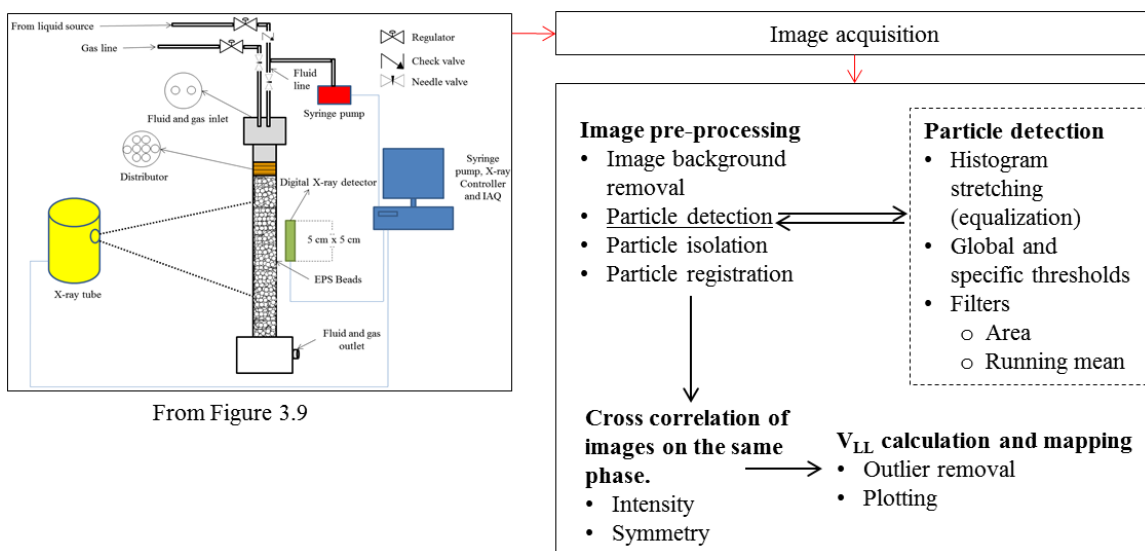 From liquid source
Gas line
Regulator
Check valve
Needle valve
Fluid
line
Fluid and gas inlet
Syringe pump
Distributor
Digital X-ray detector
Syringe
pump, X-ray
Controller
and IAQ
5 cm x 5 cm
EPS Beads
X-ray tube
Fluid and gas
outlet
From Figure 3.9
Image acquisition
Image pre-processing
• Image background
removal
• Particle detection
• Particle isolation
• Particle registration
Particle detection
• Histogram
stretching
(equalization)
• Global and
specific thresholds
• Filters
o Area
o Running mean
Cross correlation of
images on the same
phase.
• Intensity
• Symmetry
VLL calculation and mapping
• Outlier removal
• Plotting